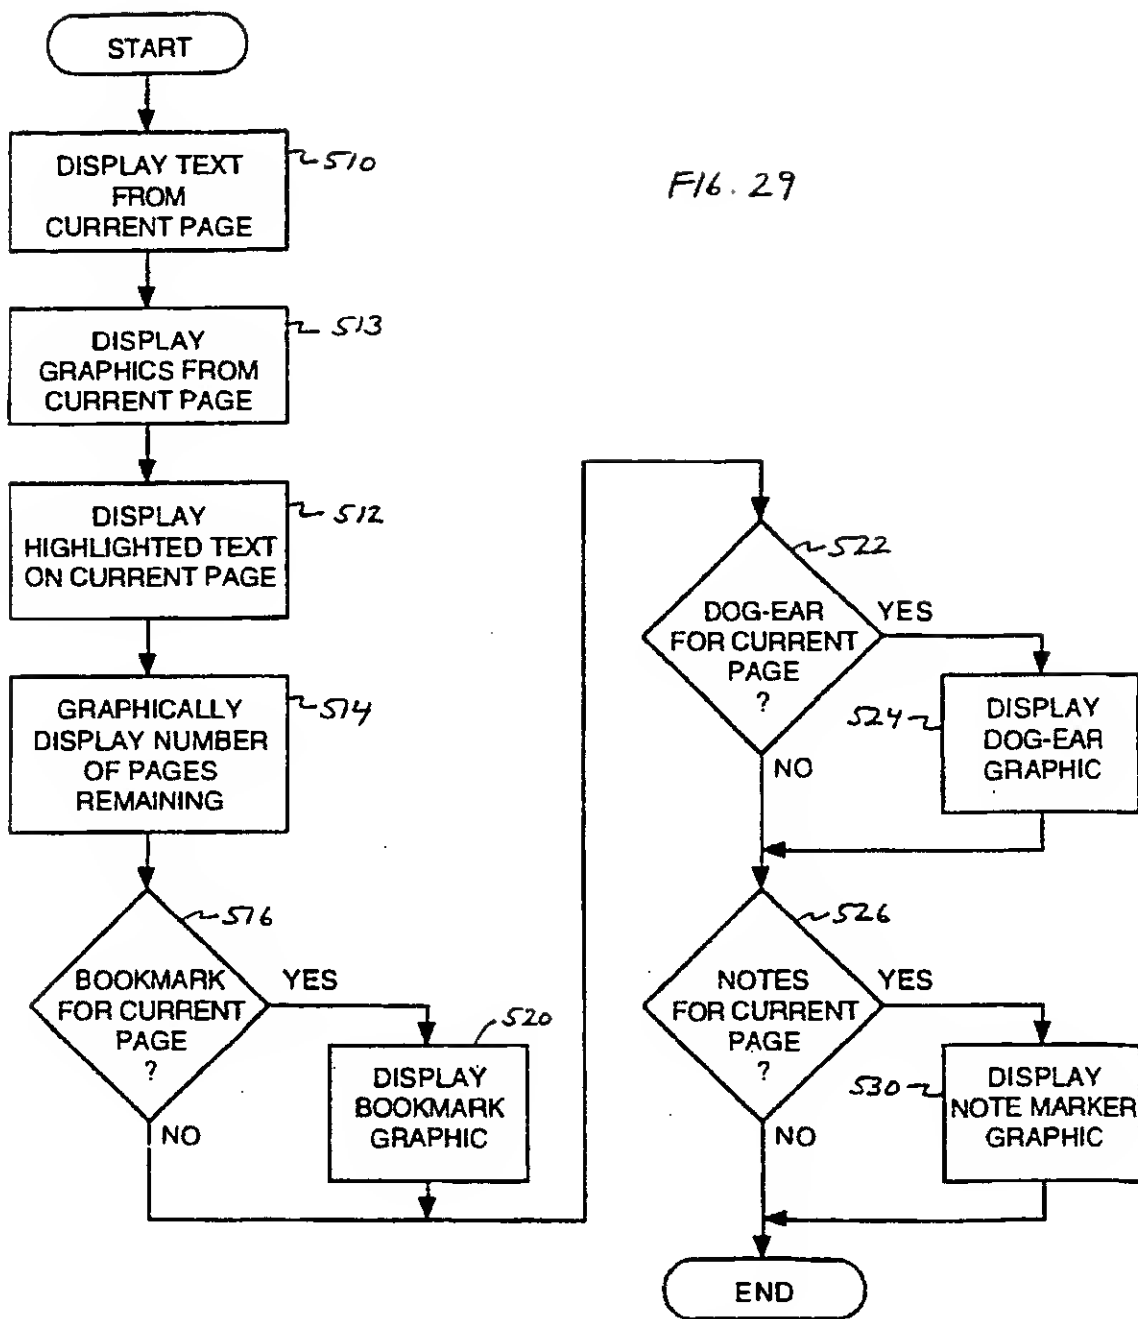 START
DISPLAY TEXT
FROM
CURRENT PAGE
510
FIG. 29
DISPLAY
GRAPHICS FROM
CURRENT PAGE
513
DISPLAY
HIGHLIGHTED TEXT
ON CURRENT PAGE
512
GRAPHICALLY
DISPLAY NUMBER
OF PAGES
REMAINING
514
BOOKMARK
FOR CURRENT
PAGE
?
516
YES
NO
DISPLAY
BOOKMARK
GRAPHIC
520
DOG-EAR
FOR CURRENT
PAGE
?
522
YES
NO
DISPLAY
DOG-EAR
GRAPHIC
524
NOTES
FOR CURRENT
PAGE
?
526
YES
NO
DISPLAY
NOTE MARKER
GRAPHIC
530
END